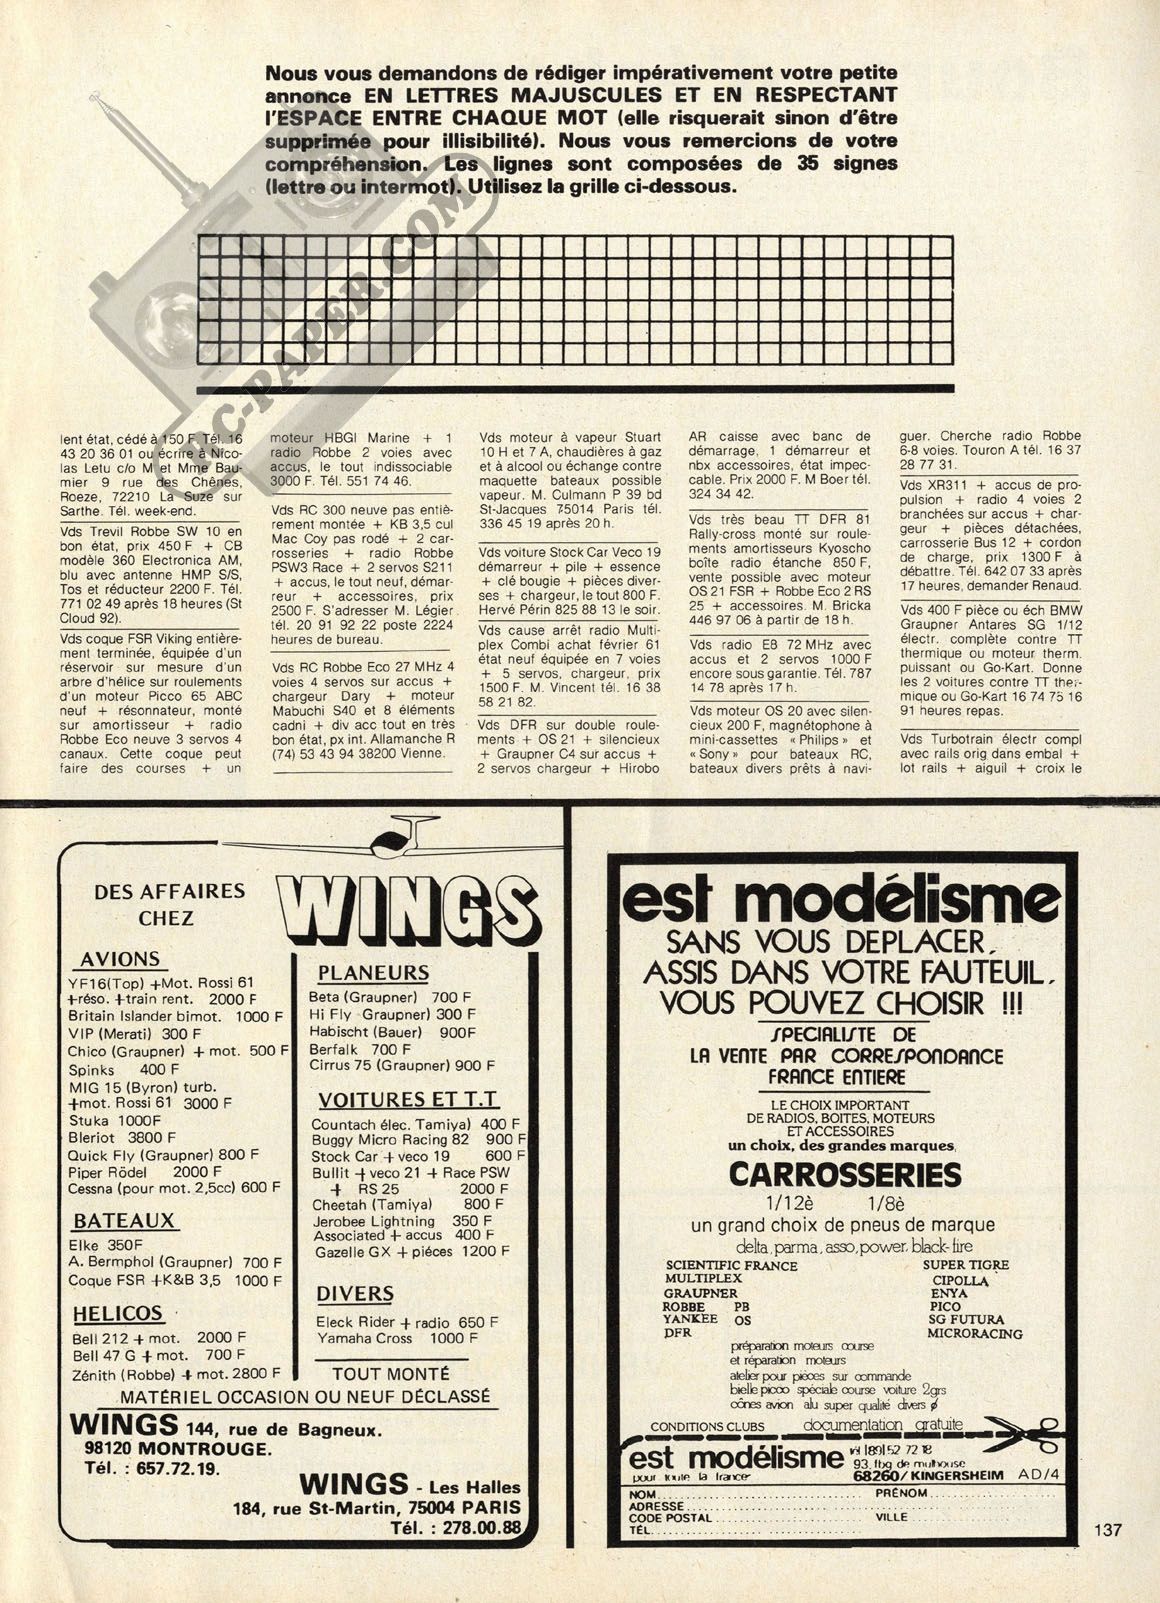 Nous vous demandons de rédiger impérativement votre petite
annonce EN LETTRES MAJUSCULES ET EN RESPECTANT
l'ESPACE ENTRE CHAQUE MOT (elle risquerait sinon d'être
supprimée pour illisibilité). Nous vous remercions de votre
compréhension. Les lignes sont composées de 35 signes
(lettre ou intermot). Utilisez la grille ci-dessous.
RC-PAPER.COM
lent état, cédé à 150 F. Tél. 16
43 20 36 01 ou écrire à Nico-
las Letu c/o M et Mme Bau-
mier 9 rue des Chênes,
Roeze, 72210 La Suze sur
Sarthe. Tél. week-end.
Vds Trevil Robbe SW 10 en
bon état, prix 450 F + CB
modèle 360 Electronica AM,
blu avec antenne HMP S/S,
Tos et réducteur 2200 F. Tél.
771 02 49 après 18 heures (St
Cloud 92).
Vds coque FSR Viking entière-
ment terminée, équipée d'un
réservoir sur mesure d'un
arbre d'hélice sur roulements
d'un moteur Picco 65 ABC
neuf + résonnateur, monté
sur amortisseur + radio
Robbe Eco neuve 3 servos 4
canaux. Cette coque peut
faire des courses + un
moteur HBGI Marine + 1
radio Robbe 2 voies avec
accus, le tout indissociable
3000 F. Tél. 551 74 46.
Vds RC 300 neuve pas entiè-
rement montée + KB 3,5 cul
Mac Coy pas rodé + 2 car-
rosseries + radio Robbe
PSW3 Race + 2 servos S211
+ accus, le tout neuf, démar-
reur + accessoires, prix
2500 F. S'adresser M. Légier
tél. 20 91 92 22 poste 2224
heures de bureau.
Vds RC Robbe Eco 27 MHz 4
voies 4 servos sur accus +
chargeur Dary + moteur
Mabuchi S40 et 8 éléments
cadni + div acc tout en très
bon état, px int. Allamanche R
(74) 53 43 94 38200 Vienne.
Vds moteur à vapeur Stuart
10 H et 7 A, chaudières à gaz
et à alcool ou échange contre
maquette bateaux possible
vapeur. M. Culmann P 39 bd
St-Jacques 75014 Paris tél.
336 45 19 après 20 h.
Vds voiture Stock Car Veco 19
démarreur + pile + essence
+ clé bougie + pièces diver-
ses + chargeur, le tout 800 F.
Hervé Périn 825 88 13 le soir.
Vds cause arrêt radio Multi-
plex Combi achat février 61
état neuf équipée en 7 voies
+ 5 servos, chargeur, prix
1500 F. M. Vincent tél. 16 38
58 21 82.
Vds DFR sur double roule-
ments + OS 21 + silencieux
+ Graupner C4 sur accus +
2 servos chargeur + Hirobo
AR caisse avec banc de
démarrage, 1 démarreur et
nbx accessoires, état impec-
cable. Prix 2000 F. M Boer tél.
324 34 42.
Vds très beau TT DFR 81
Rally-cross monté sur roule-
ments amortisseurs Kyoscho
boîte radio étanche 850 F,
vente possible avec moteur
OS 21 FSR + Robbe Eco 2 RS
25 + accessoires. M. Bricka
446 97 06 à partir de 18 h.
Vds radio E8 72 MHz avec
accus et 2 servos 1000 F
encore sous garantie. Tél. 787
14 78 après 17 h.
Vds moteur OS 20 avec silen-
cieux 200 F, magnétophone à
mini-cassettes «Philips» et
«Sony» pour bateaux RC,
bateaux divers prêts à navi-
guer. Cherche radio Robbe
6-8 voies. Touron A tél. 16 37
28 77 31.
Vds XR311 + accus de pro-
pulsion + radio 4 voies 2
branchées sur accus + char-
geur + pièces détachées,
carrosserie Bus 12 + cordon
de charge, prix 1300 F à
débattre. Tél. 642 07 33 après
17 heures, demander Renaud.
Vds 400 F pièce ou éch BMW
Graupner Antares SG 1/12
électr. complète contre TT
thermique ou moteur therm.
puissant ou Go-Kart. Donne
les 2 voitures contre TT ther-
mique ou Go-Kart 16 74 75 16
91 heures repas.
Vds Turbotrain électr compl
avec rails orig dans embal +
lot rails + aiguil + croix le
DES AFFAIRES
CHEZ
WINGS
AVIONS
YF16(Top) +Mot. Rossi 61
+réso. +train rent. 2000 F
Britain Islander bimot. 1000 F
VIP (Merati) 300 F
Chico (Graupner) + mot. 500 F
Spinks 400 F
MIG 15 (Byron) turb.
+mot. Rossi 61 3000 F
Stuka 1000F
Bleriot 3800 F
Quick Fly (Graupner) 800 F
Piper Rödel 2000 F
Cessna (pour mot. 2,5cc) 600 F
BATEAUX
Elke 350F
A. Bermphol (Graupner) 700 F
Coque FSR +K&B 3,5 1000 F
HELICOS
Bell 212 + mot. 2000 F
Bell 47 G + mot. 700 F
Zénith (Robbe) + mot. 2800 F
PLANEURS
Beta (Graupner) 700 F
Hi Fly Graupner) 300 F
Habischt (Bauer) 900F
Berfalk 700 F
Cirrus 75 (Graupner) 900 F
VOITURES ET T.T
Countach élec. Tamiya) 400 F
Buggy Micro Racing 82 900 F
Stock Car + veco 19 600 F
Bullit + veco 21 + Race PSW
+ RS 25 2000 F
Cheetah (Tamiya) 800 F
Jerobee Lightning 350 F
Associated + accus 400 F
Gazelle GX + piéces 1200 F
DIVERS
Eleck Rider + radio 650 F
Yamaha Cross 1000 F
TOUT MONTÉ
MATÉRIEL OCCASION OU NEUF DÉCLASSÉ
WINGS 144, rue de Bagneux.
98120 MONTROUGE.
Tél. : 657.72.19.
WINGS - Les Halles
184, rue St-Martin, 75004 PARIS
Tél. : 278.00.88
est modélisme
SANS VOUS DEPLACER,
ASSIS DANS VOTRE FAUTEUIL,
VOUS POUVEZ CHOISIR !!!
SPECIALISTE DE
LA VENTE PAR CORRESPONDANCE
FRANCE ENTIERE
LE CHOIX IMPORTANT
DE RADIOS, BOITES, MOTEURS
ET ACCESSOIRES
un choix, des grandes marques
CARROSSERIES
1/12è 1/8è
un grand choix de pneus de marque
delta, parma, asso, power, black-fire
SCIENTIFIC FRANCE SUPER TIGRE
MULTIPLEX CIPOLLA
GRAUPNER ENYA
ROBBE PB PICO
YANKEE OS SG FUTURA
DFR MICRORACING
préparation moteurs course
et réparation moteurs
atelier pour pièces sur commande
bielle picco spéciale course voiture 2grs
cônes avion alu super qualité divers ϕ
CONDITIONS CLUBS documentation gratuite
est modélisme tel (89) 52 72 18
pour toute la france 93, fbg de mulhouse
68260/ KINGERSHEIM AD/4
NOM PRÉNOM
ADRESSE
CODE POSTAL VILLE
TÉL
137